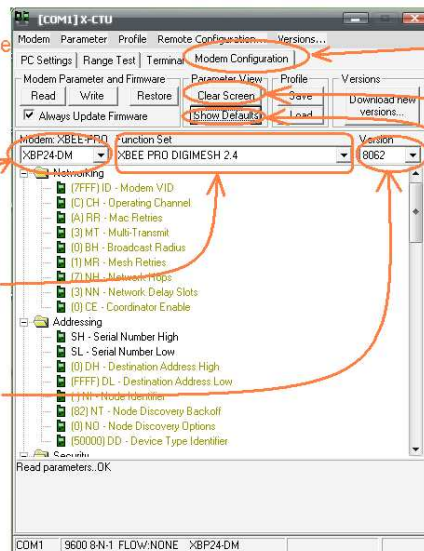 [COM1] X-CTU
Modem Parameter Profile Remote Configuration... Versions...
PC Settings Range Test Terminal Modem Configuration
Modem Parameter and Firmware Parameter View Profile Versions
Read Write Restore Clear Screen Save Download new versions...
Always Update Firmware Show Defaults Load
Modem: XBEE-PRO Function Set Version
XBP24-DM XBEE PRO DIGIMESH 2.4 8062
Networking
(7FFF) ID - Modem VID
(C) CH - Operating Channel
(A) RR - Mac Retries
(3) MT - Multi-Transmit
(0) BH - Broadcast Radius
(1) MR - Mesh Retries
(7) NH - Network Hops
(3) NN - Network Delay Slots
(0) CE - Coordinator Enable
Addressing
SH - Serial Number High
SL - Serial Number Low
(0) DH - Destination Address High
(FFFF) DL - Destination Address Low
( ) NI - Node Identifier
(82) NT - Node Discovery Backoff
(0) NO - Node Discovery Options
(50000) DD - Device Type Identifier
Security
Read parameters..OK
COM1 9600 8-N-1 FLOW:NONE XBP24-DM